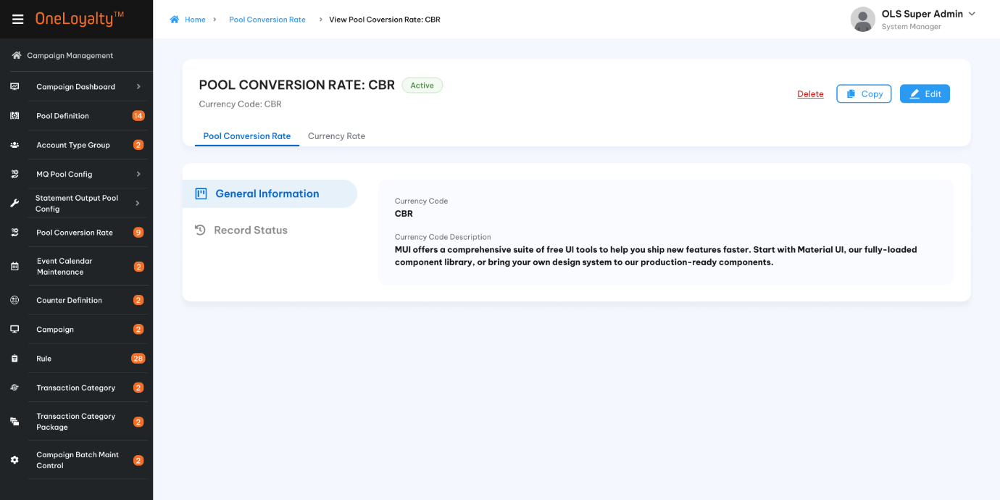 OneLoyalty™
Home > Pool Conversion Rate > View Pool Coversion Rate: CBR
OLS Super Admin
System Manager
Campaign Management
Campaign Dashboard
Pool Definition 14
Account Type Group 2
MQ Pool Config
Statement Output Pool
Config
Pool Conversion Rate 9
Event Calendar
Maintenance 2
Counter Definition 2
Campaign 2
Rule 28
Transaction Category 2
Transaction Category
Package 2
Campaign Batch Maint
Control 2
POOL CONVERSION RATE: CBR Active
Currency Code: CBR
Delete Copy Edit
Pool Conversion Rate Currency Rate
General Information
Record Status
Currency Code
CBR
Currency Code Description
MUI offers a comprehensive suite of free UI tools to help you ship new features faster. Start with Material UI, our fully-loaded
component library, or bring your own design system to our production-ready components.